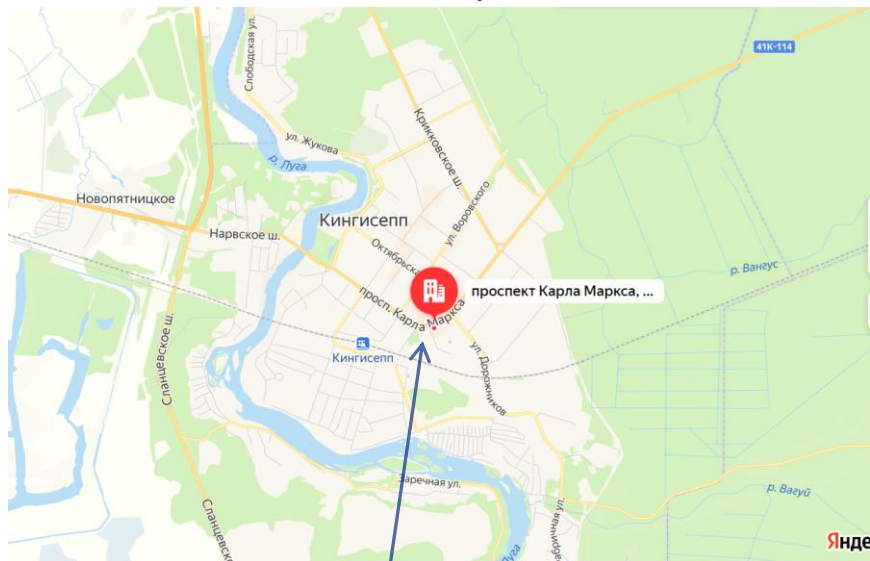 41К-114
Слободская ул.
ул. Жукова
Крикковское ш.
р. Луга
Новопятницкое
Кингисепп
ул. Воровского
Нарвское ш.
Октябрьская
р. Вангус
проспект Карла Маркса, ...
просп. Карла Маркса
Кингисепп
Сланцевское ш.
ул. Дорожников
Заречная ул.
р. Вагуй
Сланцевск
Луга
Янде